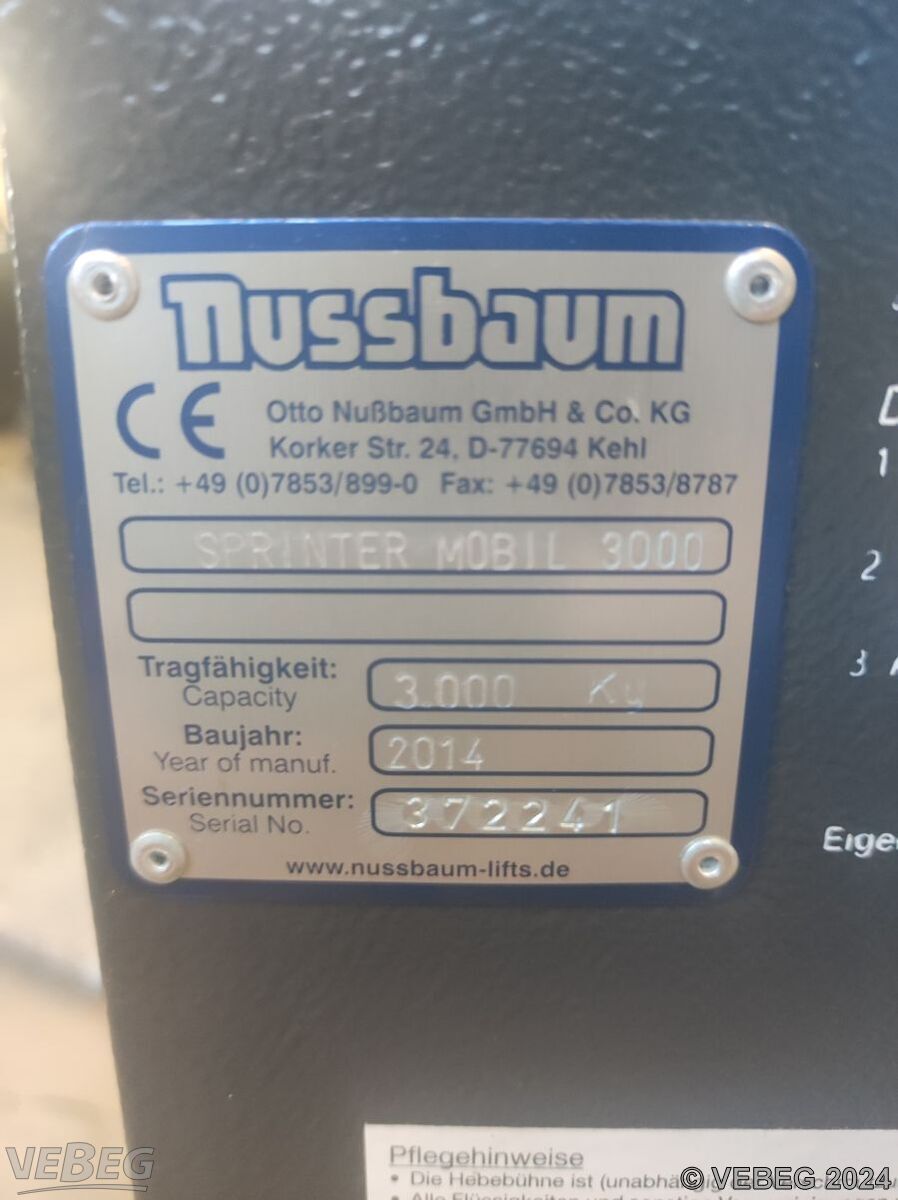 nussbaum
CE
Otto Nußbaum GmbH & Co. KG
Korker Str. 24, D-77694 Kehl
Tel.: +49 (0)7853/899-0 Fax: +49 (0)7853/8787
SPRINTER MOBIL 3000
Tragfähigkeit:
Capacity
3.000 Kg
Baujahr:
Year of manuf.
2014
Seriennummer:
Serial No.
372241
www.nussbaum-lifts.de
1
2
3
Pflegehinweise
• Die Hebebühne ist (unabhängig
VEBEG
© VEBEG 2024